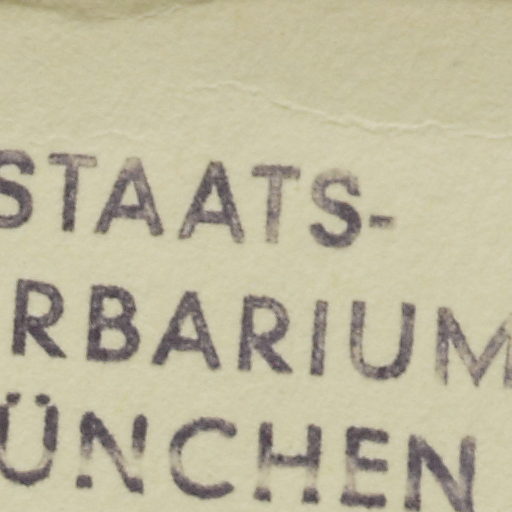 STAATS-
RBARIUM
ÜNCHEN